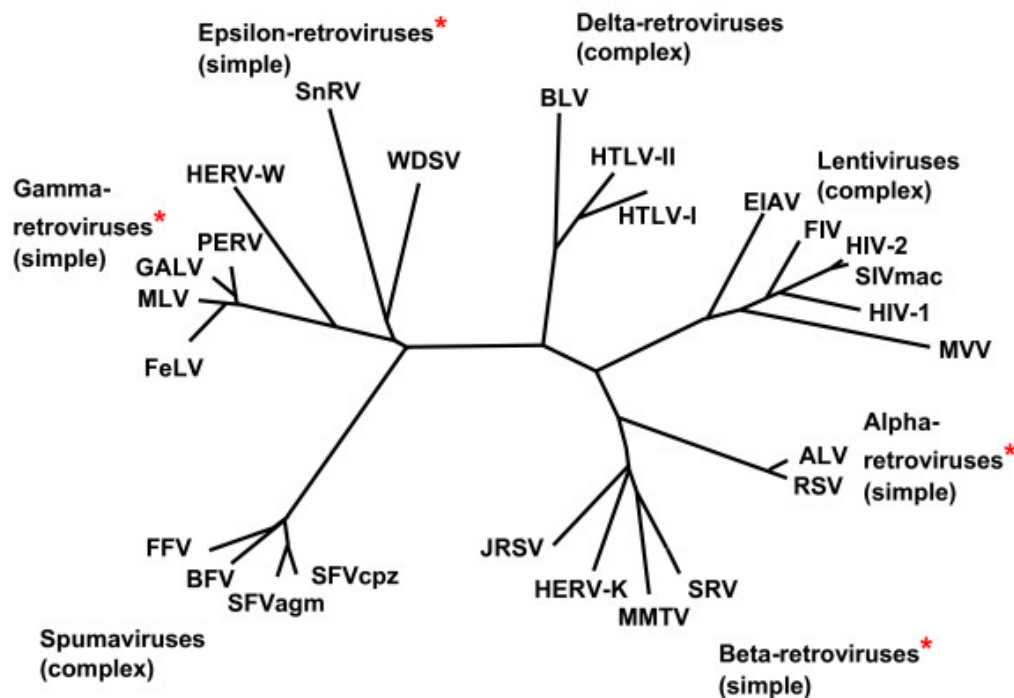 Epsilon-retroviruses*
(simple)
SnRV
WDSV
Delta-retroviruses
(complex)
BLV
HTLV-II
HTLV-I
Lentiviruses
(complex)
EIAV
FIV
HIV-2
SIVmac
HIV-1
MVV
Gamma-
retroviruses*
(simple)
HERV-W
PERV
GALV
MLV
FeLV
Alpha-
retroviruses*
(simple)
ALV
RSV
JRSV
HERV-K
MMTV
SRV
Beta-retroviruses*
(simple)
FFV
BFV
SFVagm
SFVcpz
Spumaviruses
(complex)